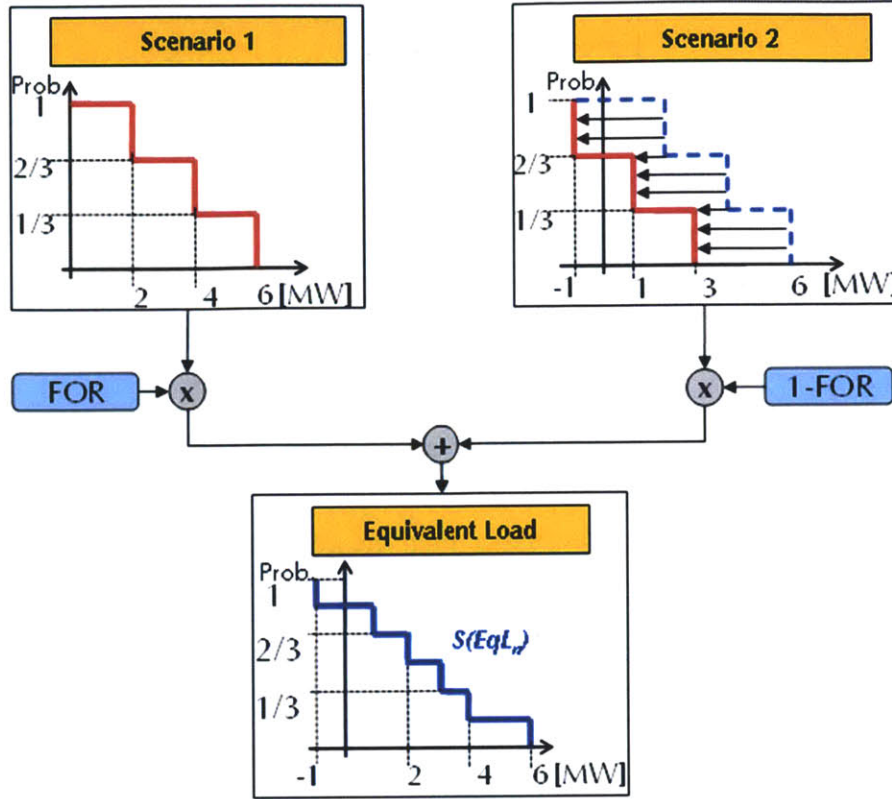 Scenario 1
Prob
1
2/3
1/3
2 4 6 [MW]
Scenario 2
Prob
1
2/3
1/3
-1 1 3 6 [MW]
FOR
x
x
1-FOR
+
Equivalent Load
Prob.
1
2/3
1/3
S(EqLn)
-1 2 4 6 [MW]